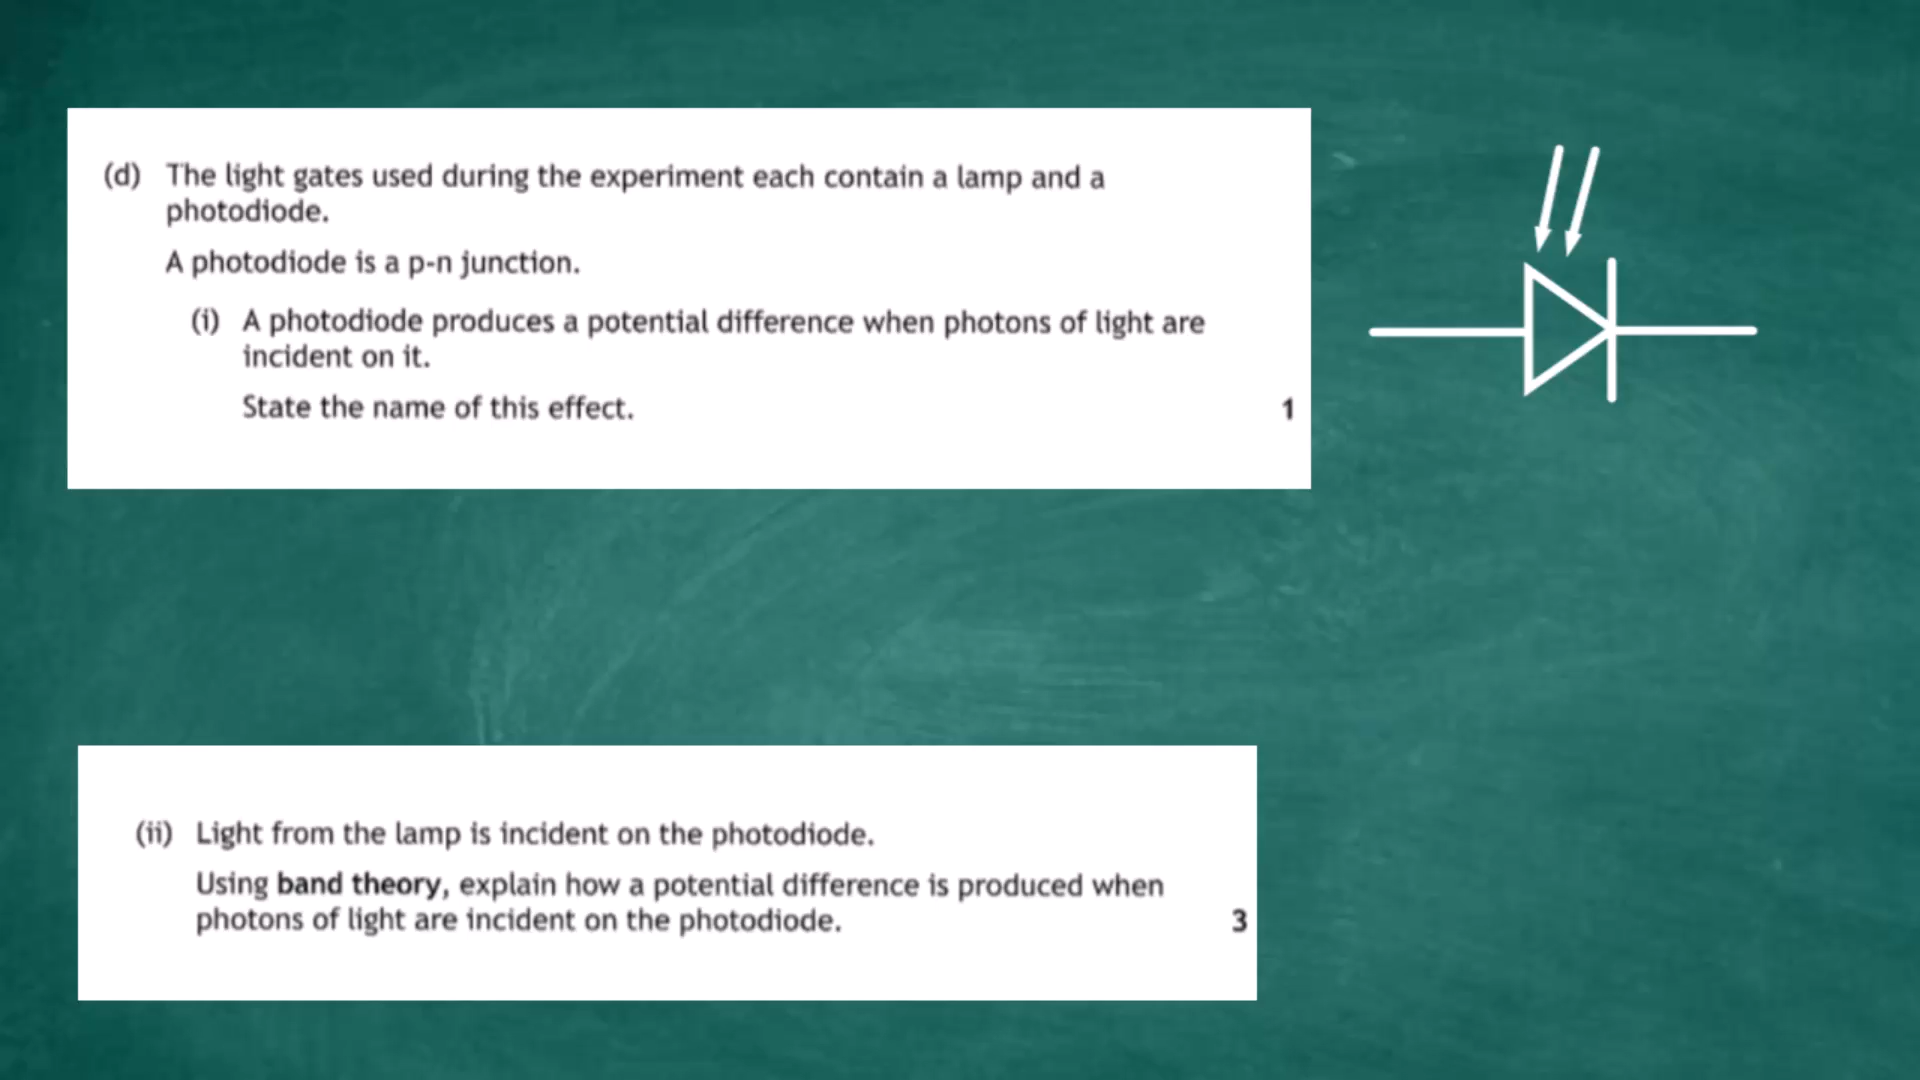 (d) The light gates used during the experiment each contain a lamp and a
photodiode.
A photodiode is a p-n junction.
(i) A photodiode produces a potential difference when photons of light are
incident on it.
State the name of this effect. 1
(ii) Light from the lamp is incident on the photodiode.
Using band theory, explain how a potential difference is produced when
photons of light are incident on the photodiode. 3